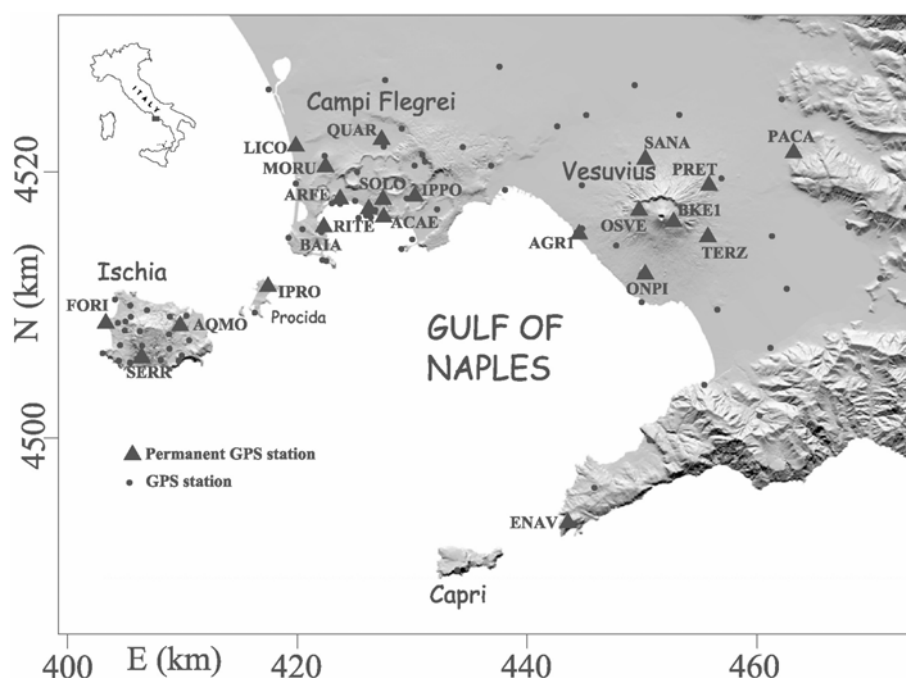 ITALY
Campi Flegrei
QUAR
LICO
MORU
SOLO
IPPO
ARFE
RITE
ACAE
BAIA
SANA
PACA
PRET
Vesuvius
OSVE
BKE1
AGR1
TERZ
ONPI
Ischia
FORI
AQMO
SERR
IPRO
Procida
GULF OF
NAPLES
Permanent GPS station
GPS station
ENAV
Capri
N (km)
4520
4500
400
E (km)
420
440
460